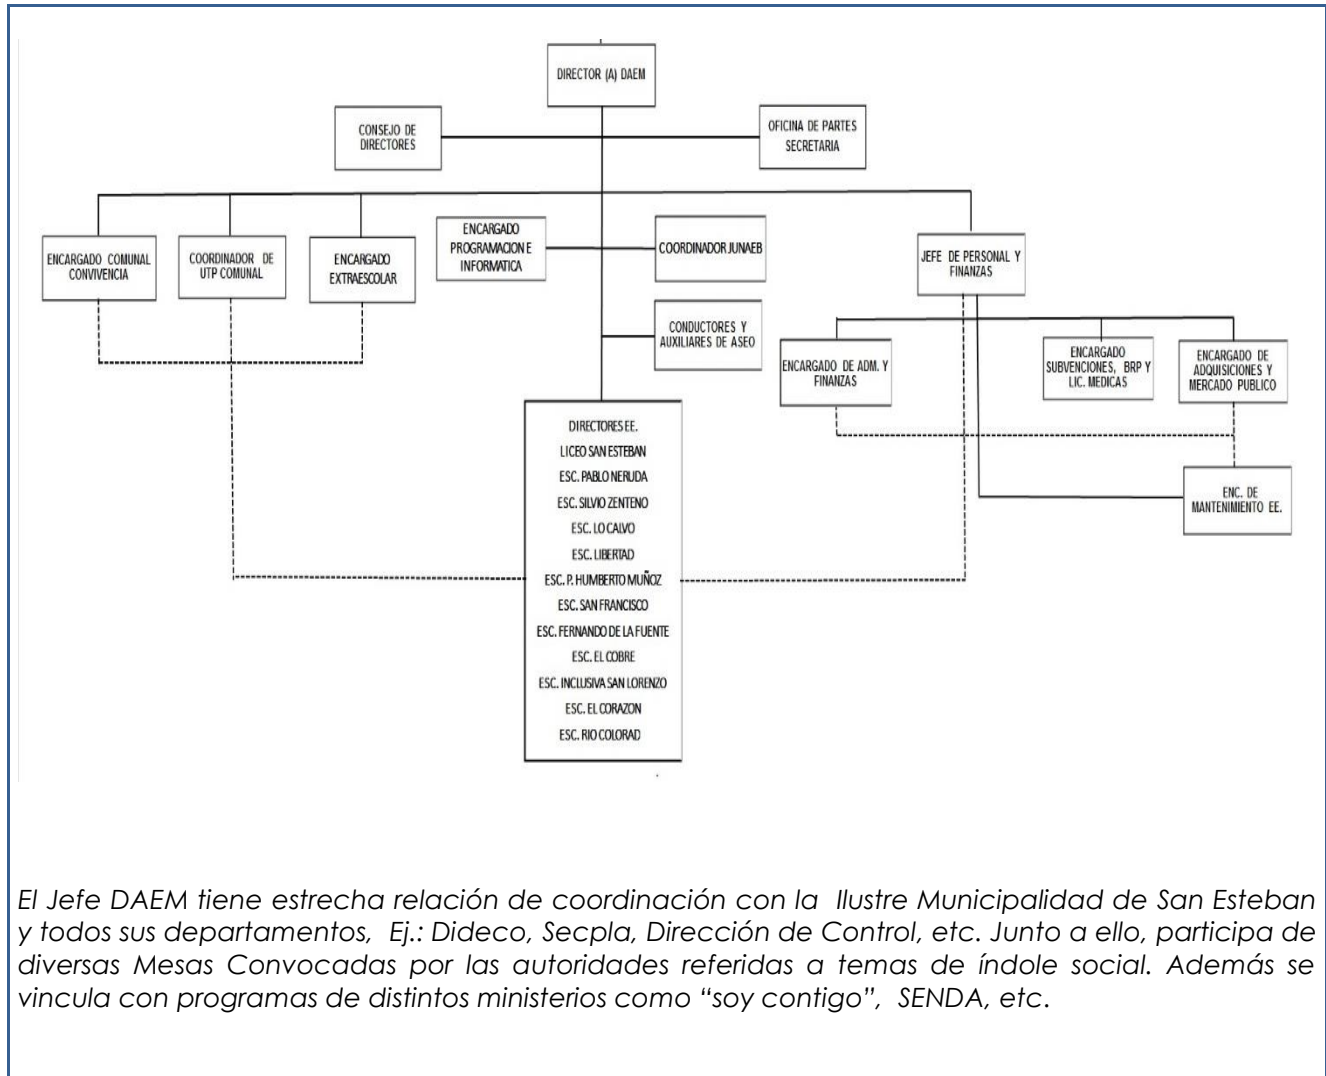 DIRECTOR (A) DAEM
CONSEJO DE
DIRECTORES
OFICINA DE PARTES
SECRETARIA
ENCARGADO COMUNAL
CONVIVENCIA
COORDINADOR DE
UTP COMUNAL
ENCARGADO
EXTRAESCOLAR
ENCARGADO
PROGRAMACION E
INFORMATICA
COORDINADOR JUNAEB
JEFE DE PERSONAL Y
FINANZAS
CONDUCTORES Y
AUXILIARES DE ASEO
ENCARGADO DE ADM. Y
FINANZAS
ENCARGADO
SUBVENCIONES, BRP Y
LIC. MEDICAS
ENCARGADO DE
ADQUISICIONES Y
MERCADO PUBLICO
ENC. DE
MANTENIMIENTO EE.
DIRECTORES EE.
LICEO SAN ESTEBAN
ESC. PABLO NERUDA
ESC. SILVIO ZENTENO
ESC. LO CALVO
ESC. LIBERTAD
ESC. P. HUMBERTO MUÑOZ
ESC. SAN FRANCISCO
ESC. FERNANDO DE LA FUENTE
ESC. EL COBRE
ESC. INCLUSIVA SAN LORENZO
ESC. EL CORAZON
ESC. RIO COLORAD
El Jefe DAEM tiene estrecha relación de coordinación con la Ilustre Municipalidad de San Esteban
y todos sus departamentos, Ej.: Dideco, Secpla, Dirección de Control, etc. Junto a ello, participa de
diversas Mesas Convocadas por las autoridades referidas a temas de índole social. Además se
vincula con programas de distintos ministerios como “soy contigo”, SENDA, etc.